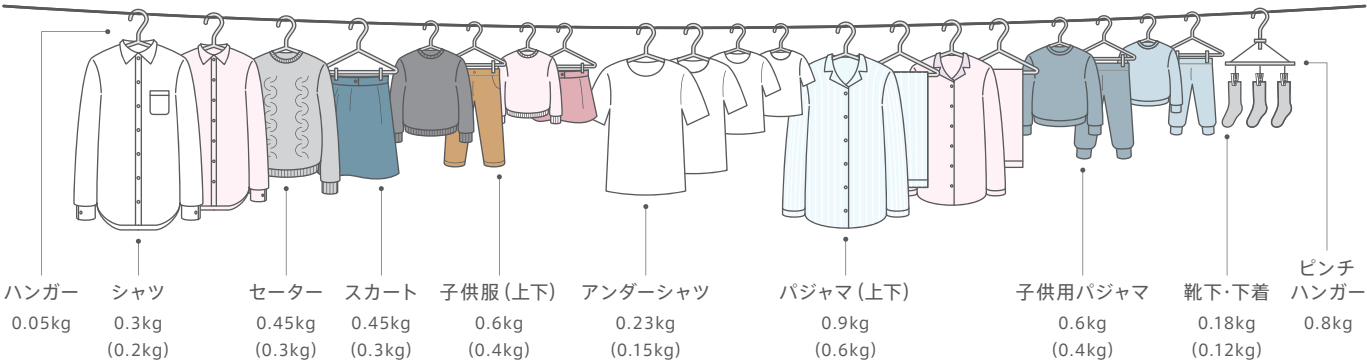 ハンガー
0.05kg
シャツ
0.3kg
(0.2kg)
セーター
0.45kg
(0.3kg)
スカート
0.45kg
(0.3kg)
子供服(上下)
0.6kg
(0.4kg)
アンダーシャツ
0.23kg
(0.15kg)
パジャマ(上下)
0.9kg
(0.6kg)
子供用パジャマ
0.6kg
(0.4kg)
靴下・下着
0.18kg
(0.12kg)
ピンチ
ハンガー
0.8kg